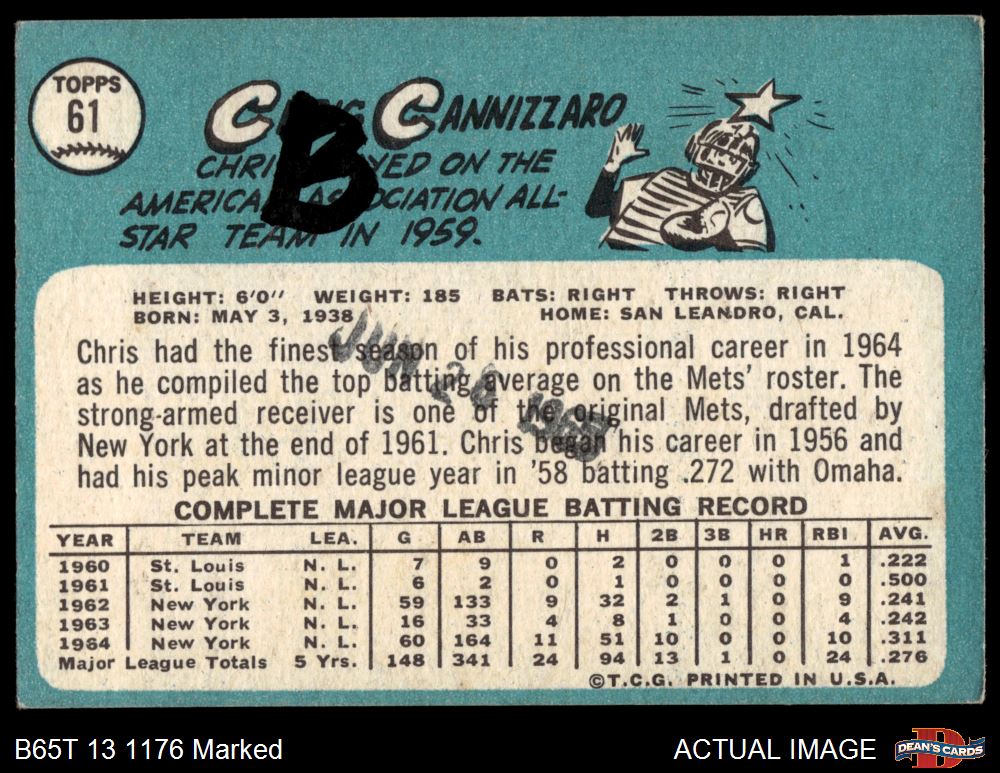 TOPPS
61
C CANNIZZARO
B
CHRI YED ON THE
AMERICA ASSOCIATION ALL-
STAR TEAM IN 1959.
HEIGHT: 6'0" WEIGHT: 185 BATS: RIGHT THROWS: RIGHT
BORN: MAY 3, 1938 HOME: SAN LEANDRO, CAL.
Chris had the finest season of his professional career in 1964
as he compiled the top batting average on the Mets' roster. The
strong-armed receiver is one of the original Mets, drafted by
New York at the end of 1961. Chris began his career in 1956 and
had his peak minor league year in '58 batting .272 with Omaha.
JUN
COMPLETE MAJOR LEAGUE BATTING RECORD
YEAR TEAM LEA. G AB R H 2B 3B HR RBI AVG.
1960 St. Louis N. L. 7 9 0 2 0 0 0 1 .222
1961 St. Louis N. L. 6 2 0 1 0 0 0 0 .500
1962 New York N. L. 59 133 9 32 2 1 0 9 .241
1963 New York N. L. 16 33 4 8 1 0 0 4 .242
1964 New York N. L. 60 164 11 51 10 0 0 10 .311
Major League Totals 5 Yrs. 148 341 24 94 13 1 0 24 .276
©T.C.G. PRINTED IN U.S.A.
B65T 13 1176 Marked ACTUAL IMAGE
D
DEAN'S CARDS